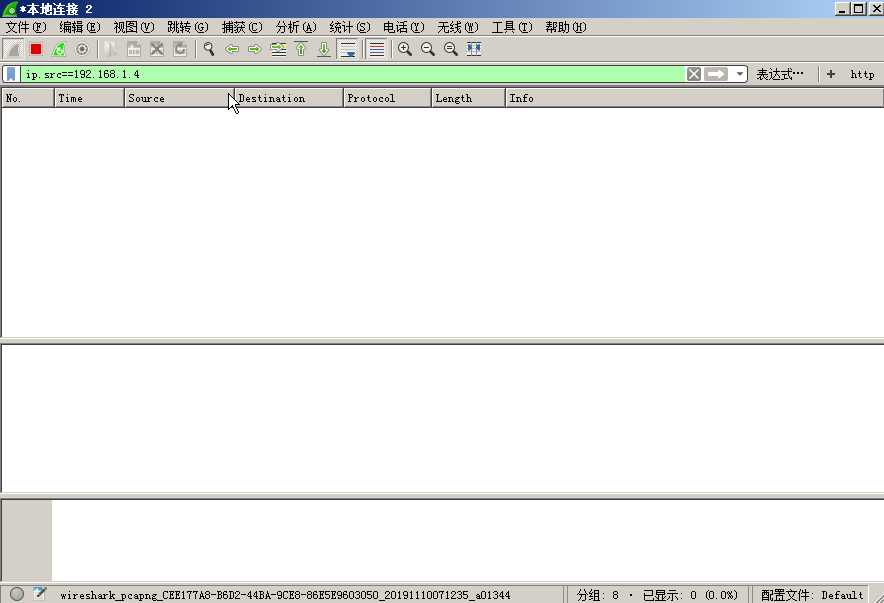 *本地连接 2
文件(F) 编辑(E) 视图(V) 跳转(G) 捕获(C) 分析(A) 统计(S) 电话(Y) 无线(W) 工具(T) 帮助(H)
ip.src==192.168.1.4 表达式… + http
No. Time Source Destination Protocol Length Info
wireshark_pcapng_CEE177A8-B6D2-44BA-9CE8-86E5E9603050_20191110071235_a01344 分组: 8 · 已显示: 0 (0.0%) 配置文件: Default